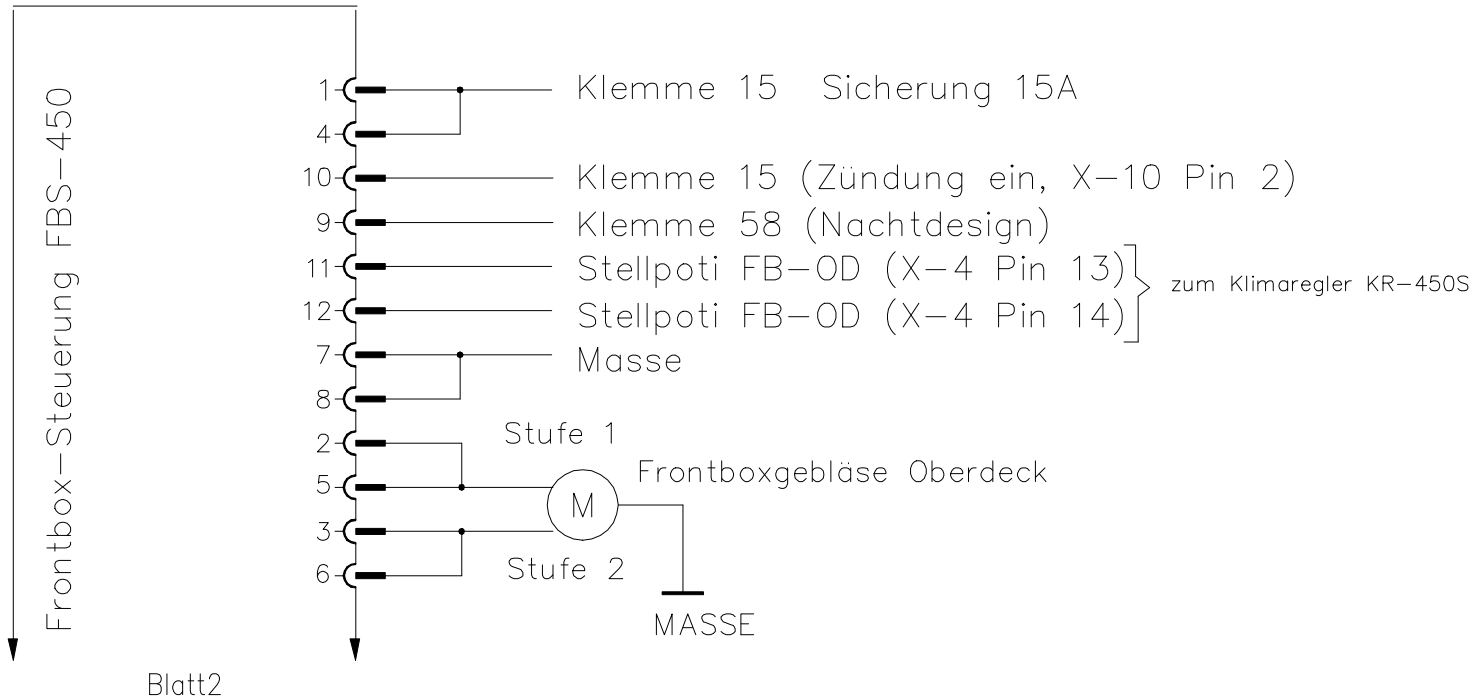 Frontbox-Steuerung FBS-450
1
Klemme 15 Sicherung 15A
4
10
Klemme 15 (Zündung ein, X-10 Pin 2)
9
Klemme 58 (Nachtdesign)
11
Stellpoti FB-OD (X-4 Pin 13)
zum Klimaregler KR-450S
12
Stellpoti FB-OD (X-4 Pin 14)
7
Masse
8
2
Stufe 1
5
Frontboxgebläse Oberdeck
M
3
Stufe 2
6
MASSE
Blatt2